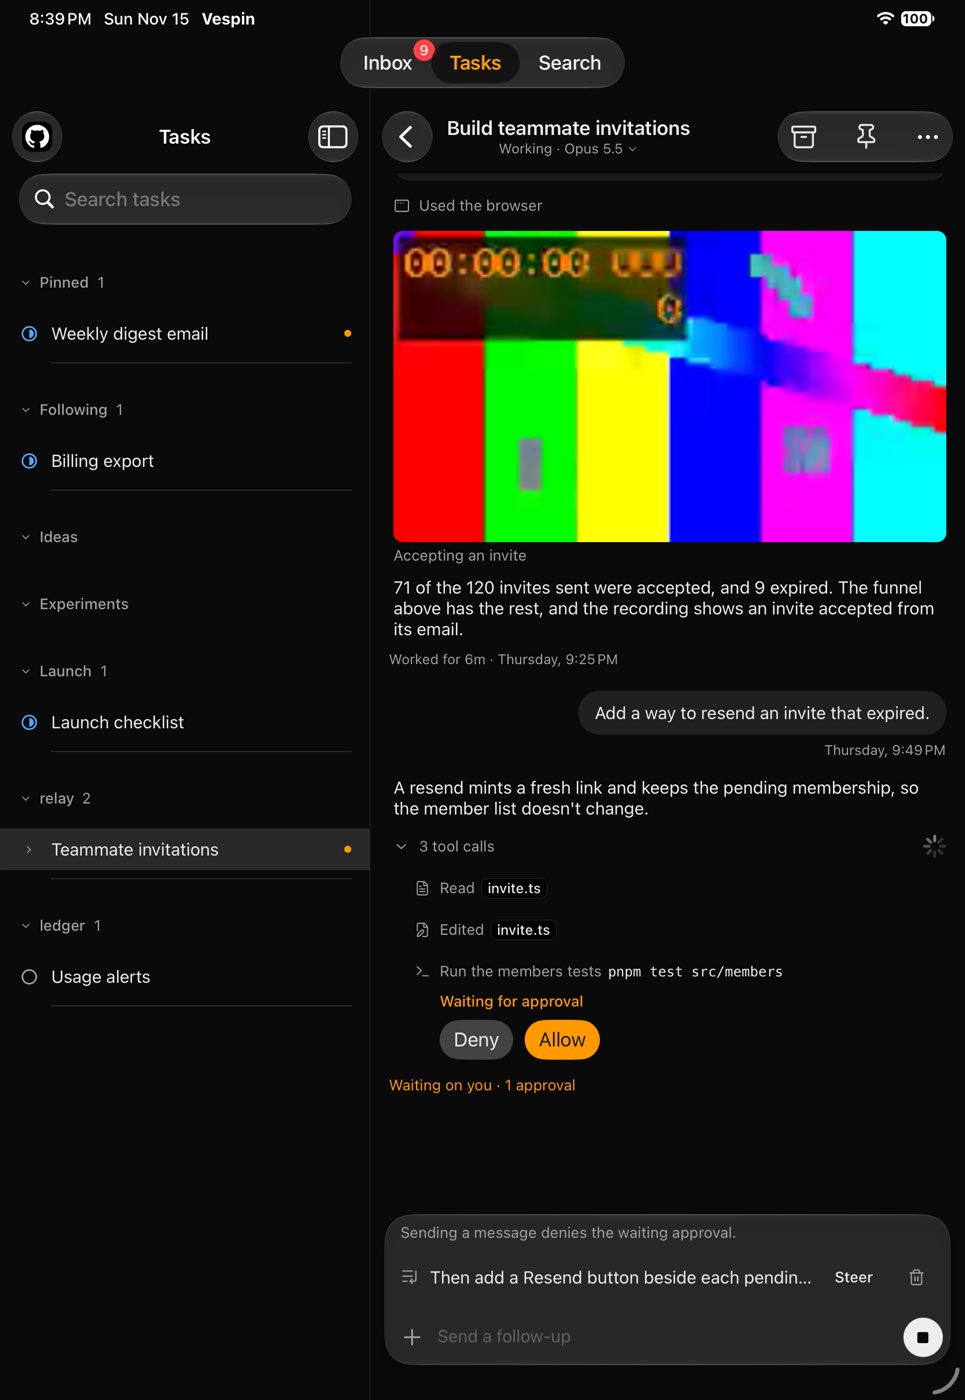 8:39 PM Sun Nov 15 Vespin
100
Inbox 9 Tasks Search
Tasks
Search tasks
Pinned 1
Weekly digest email
Following 1
Billing export
Ideas
Experiments
Launch 1
Launch checklist
relay 2
Teammate invitations
ledger 1
Usage alerts
Build teammate invitations
Working · Opus 5.5
Used the browser
00:00:00
0
Accepting an invite
71 of the 120 invites sent were accepted, and 9 expired. The funnel
above has the rest, and the recording shows an invite accepted from
its email.
Worked for 6m · Thursday, 9:25 PM
Add a way to resend an invite that expired.
Thursday, 9:49 PM
A resend mints a fresh link and keeps the pending membership, so
the member list doesn't change.
3 tool calls
Read invite.ts
Edited invite.ts
Run the members tests pnpm test src/members
Waiting for approval
Deny Allow
Waiting on you · 1 approval
Sending a message denies the waiting approval.
Then add a Resend button beside each pendin... Steer
Send a follow-up